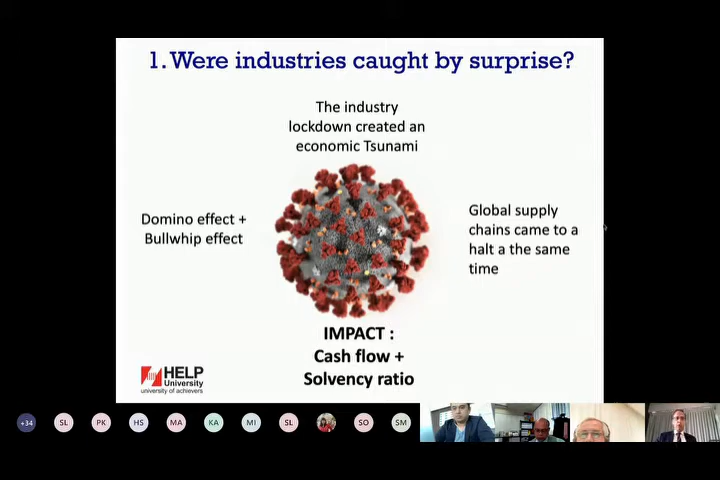 1. Were industries caught by surprise?
The industry
lockdown created an
economic Tsunami
Domino effect +
Bullwhip effect
Global supply
chains came to a
halt a the same
time
IMPACT :
Cash flow +
Solvency ratio
HELP
University
university of achievers
+34
SL
PK
HS
MA
KA
MI
SL
SO
SM